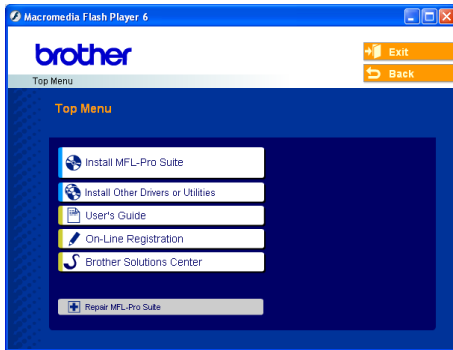 Macromedia Flash Player 6
brother
Exit
Back
Top Menu
Top Menu
Install MFL-Pro Suite
Install Other Drivers or Utilities
User's Guide
On-Line Registration
Brother Solutions Center
Repair MFL-Pro Suite